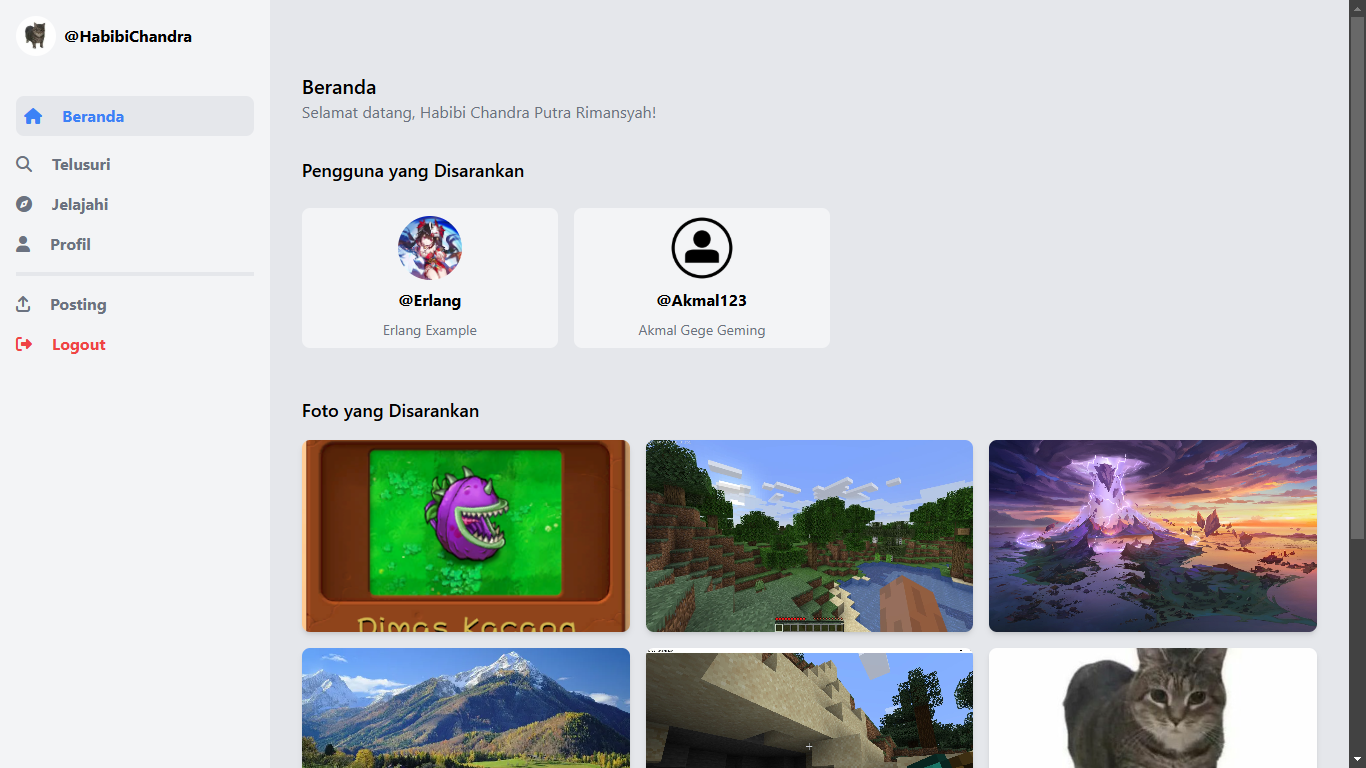 @HabibiChandra
Beranda
Telusuri
Jelajahi
Profil
Posting
Logout
Beranda
Selamat datang, Habibi Chandra Putra Rimansyah!
Pengguna yang Disarankan
@Erlang
Erlang Example
@Akmal123
Akmal Gege Geming
Foto yang Disarankan
Dimas Kacang